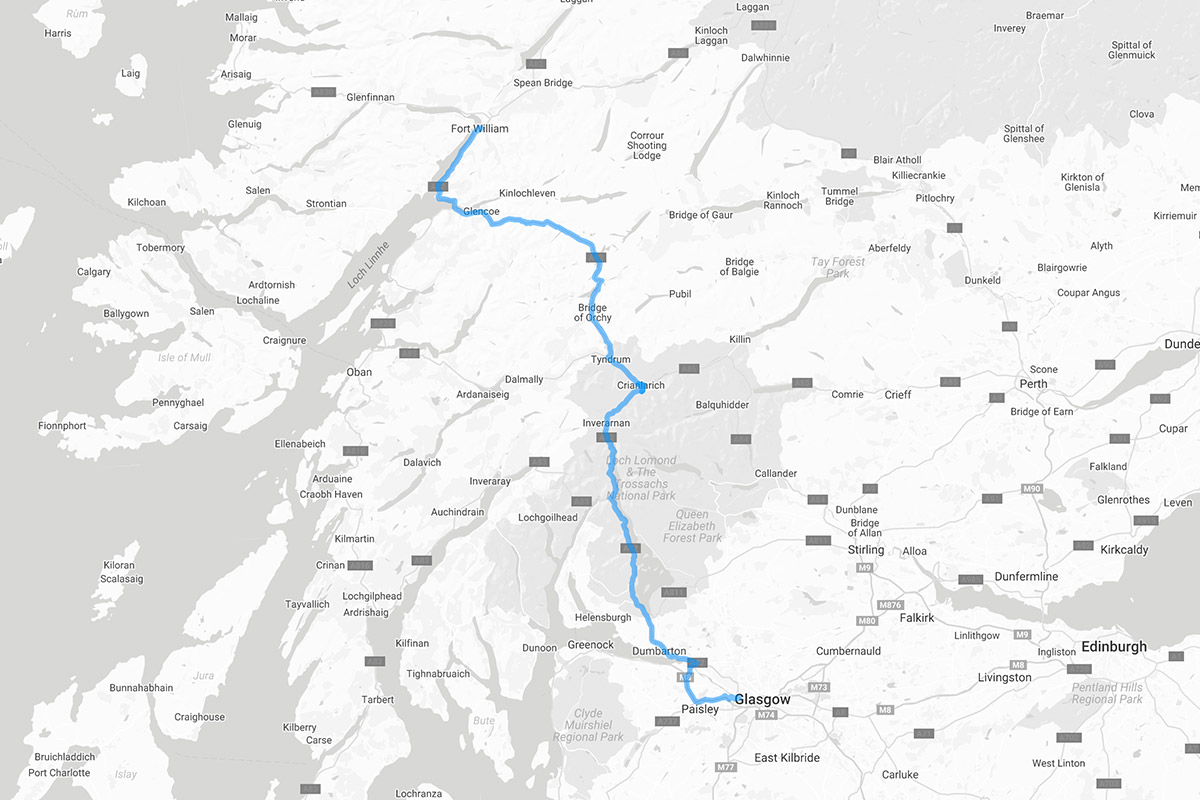 Rùm
Harris
Mallaig
Morar
Laig
Arisaig
Laggan
Laggan
Kinloch
Laggan
Dalwhinnie
Braemar
Inverey
Spittal of
Glenmuick
Spean Bridge
Glenfinnan
Glenuig
Fort William
Corrour
Shooting
Lodge
Clova
Spittal of
Glenshee
Blair Atholl
Killiecrankie
Pitlochry
Kirkton of
Glenisla
Kilchoan
Salen
Strontian
Kinlochleven
Glencoe
Bridge of Gaur
Kinloch
Rannoch
Tummel
Bridge
Kirriemuir
Tobermory
Loch Linnhe
Calgary
Ardtornish
Lochaline
Ballygown
Salen
Craignure
Isle of Mull
Bridge
of Balgie
Tay Forest
Park
Aberfeldy
Alyth
Blairgowrie
Dunkeld
Coupar Angus
Pubil
Bridge
of Orchy
Killin
Tyndrum
Crianlarich
Oban
Dalmally
Ardanaiseig
Pennyghael
Carsaig
Fionnphort
Balquhidder
Comrie
Crieff
Scone
Perth
Bridge of Earn
Cupar
Inverarnan
Ellenabeich
Dalavich
Arduaine
Craobh Haven
Inveraray
Auchindrain
Lochgoilhead
Loch Lomond
& The
Trossachs
National Park
Queen
Elizabeth
Forest Park
Callander
Dunblane
Bridge
of Allan
Stirling
Alloa
Falkland
M90
Glenrothes
Leven
Kirkcaldy
Kilmartin
Crinan
Kiloran
Scalasaig
Tayvallich
Lochgilphead
Ardrishaig
M9
Dunfermline
M876
M80
Falkirk
Helensburgh
Greenock
Dunoon
Dumbarton
Kilfinan
Tighnabruaich
Cumbernauld
Linlithgow
M9
Ingliston
Edinburgh
M8
Livingston
Pentland Hills
Regional Park
Jura
Bunnahabhain
Tarbert
Craighouse
Kilberry
Carse
Bute
Clyde
Muirshiel
Regional Park
Paisley
Glasgow
M73
M74
M8
M77
East Kilbride
Carluke
West Linton
Bruichladdich
Port Charlotte
Islay
Lochranza